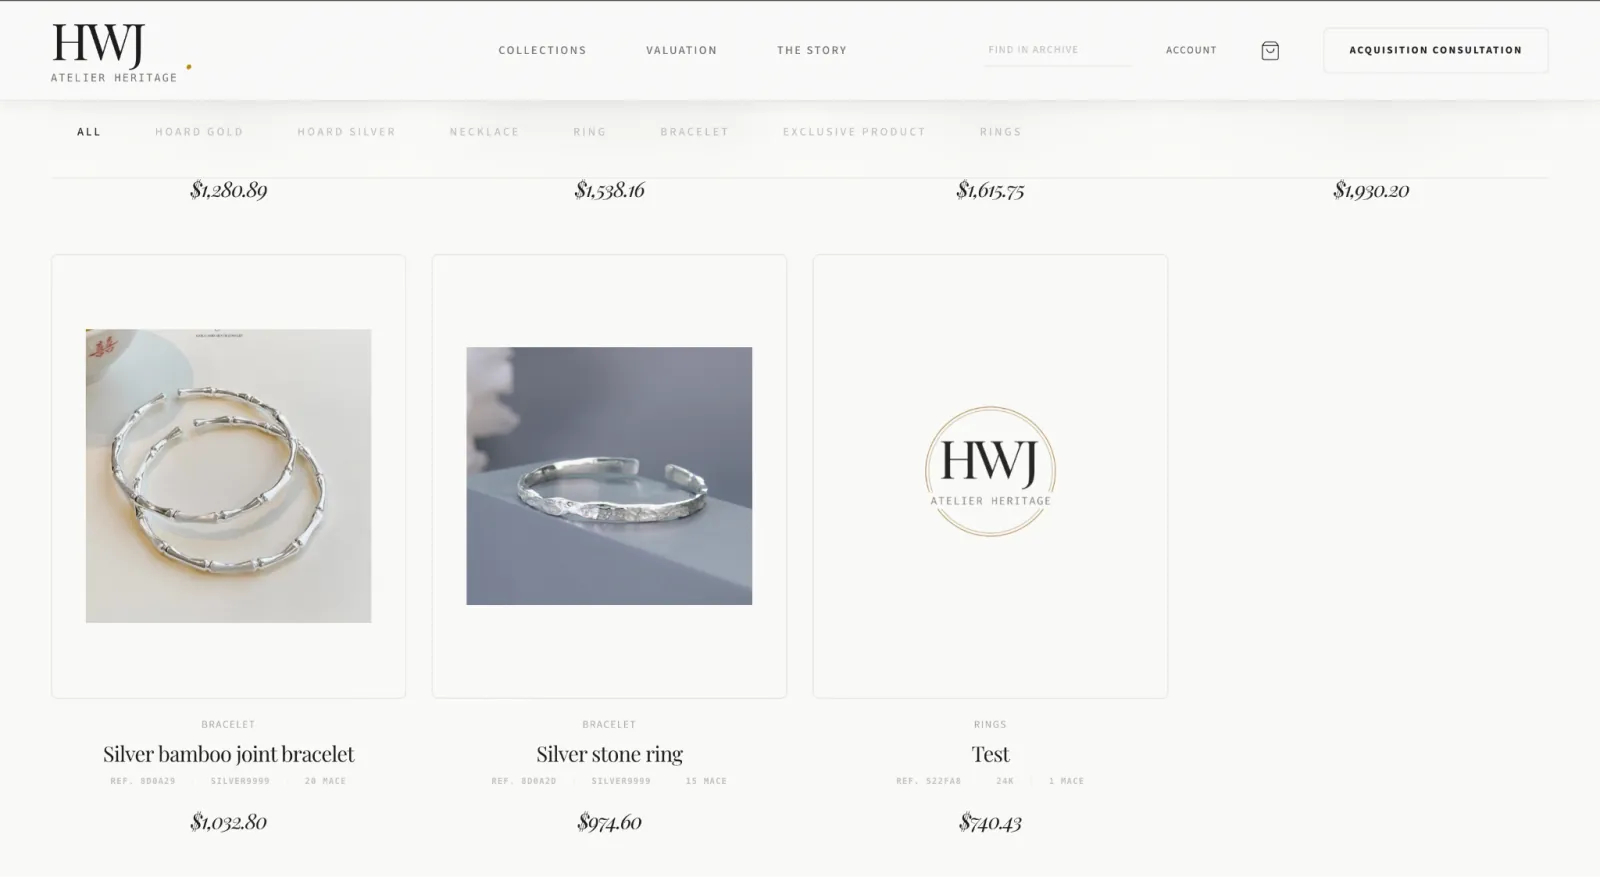 HWJ
ATELIER HERITAGE
COLLECTIONS
VALUATION
THE STORY
FIND IN ARCHIVE
ACCOUNT
ACQUISITION CONSULTATION
ALL
HOARD GOLD
HOARD SILVER
NECKLACE
RING
BRACELET
EXCLUSIVE PRODUCT
RINGS
$1,280.89
$1,538.16
$1,615.75
$1,930.20
囍
HWJ
ATELIER HERITAGE
BRACELET
Silver bamboo joint bracelet
REF. 8D0A29 SILVER9999 20 MACE
$1,032.80
BRACELET
Silver stone ring
REF. 8D0A2D SILVER9999 15 MACE
$974.60
RINGS
Test
REF. 522FA8 24K 1 MACE
$740.43